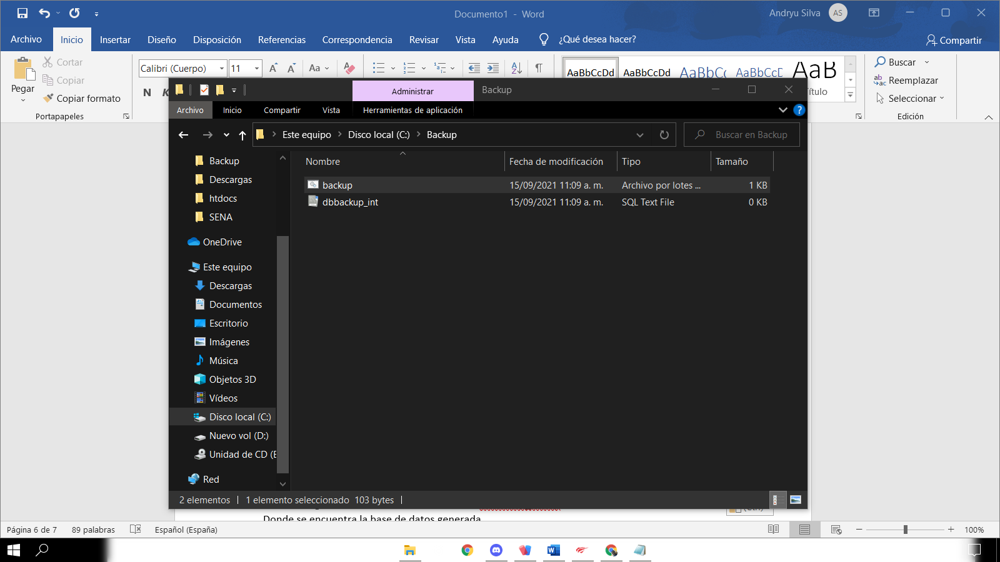 Documento1 - Word
Andryu Silva
AS
Archivo
Inicio
Insertar
Diseño
Disposición
Referencias
Correspondencia
Revisar
Vista
Ayuda
¿Qué desea hacer?
Compartir
Pegar
Cortar
Copiar
Copiar formato
Portapapeles
Calibri (Cuerpo)
11
Aa
N
K
AaBbCcDd
AaBbCcDd
AaBbCc
AaBbCcD
AaB
Título
Buscar
Reemplazar
Seleccionar
Edición
Administrar
Backup
Archivo
Inicio
Compartir
Vista
Herramientas de aplicación
Este equipo
Disco local (C:)
Backup
Buscar en Backup
Backup
Descargas
htdocs
SENA
OneDrive
Este equipo
Descargas
Documentos
Escritorio
Imágenes
Música
Objetos 3D
Vídeos
Disco local (C:)
Nuevo vol (D:)
Unidad de CD (E
Red
Nombre
Fecha de modificación
Tipo
Tamaño
backup 15/09/2021 11:09 a. m. Archivo por lotes ... 1 KB
dbbackup_int 15/09/2021 11:09 a. m. SQL Text File 0 KB
2 elementos
1 elemento seleccionado 103 bytes
Donde se encuentra la base de datos generada
(Ctrl)
Página 6 de 7
89 palabras
Español (España)
100%